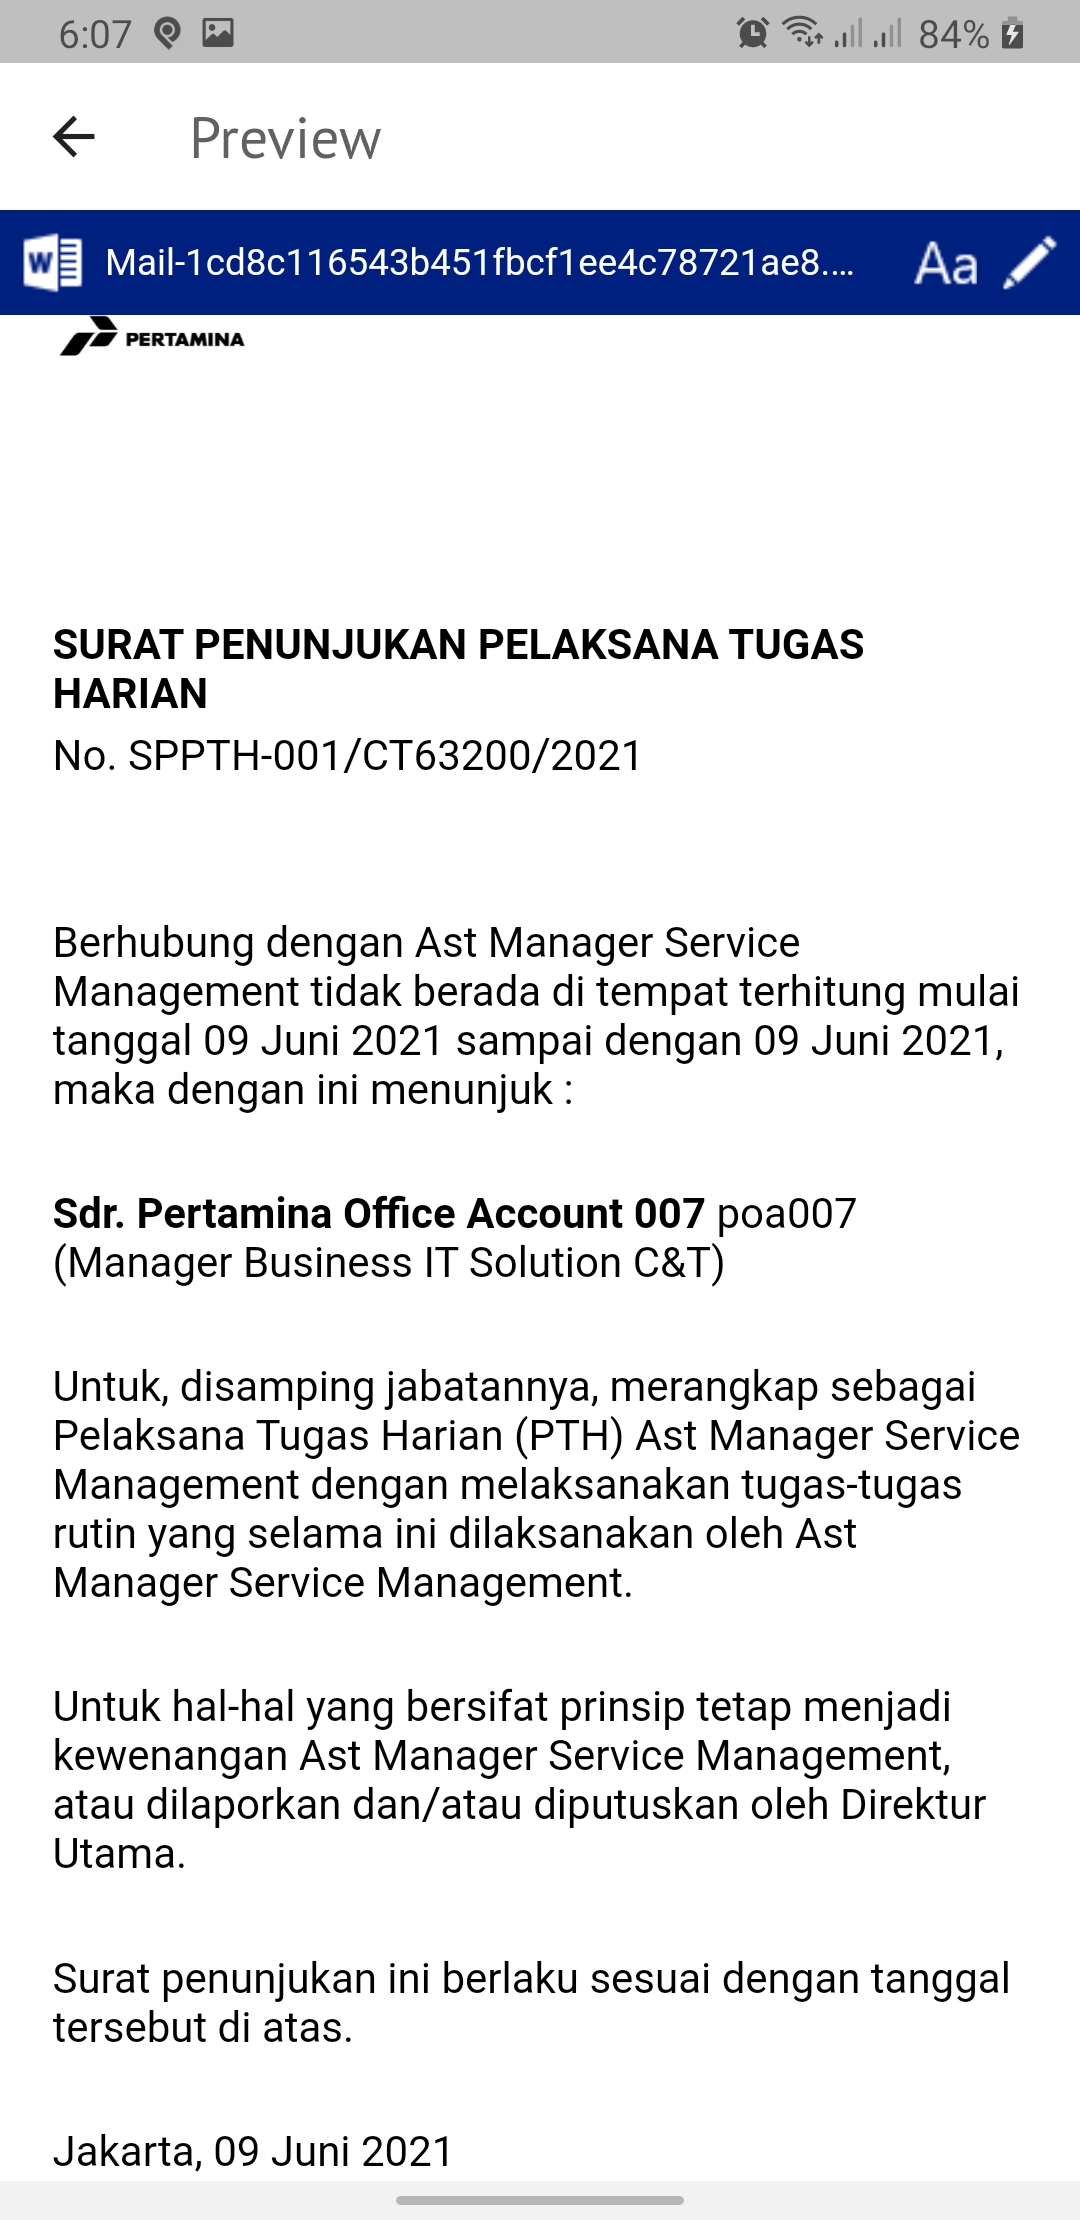 6:07 84%
Preview
W Mail-1cd8c116543b451fbcf1ee4c78721ae8.... Aa
PERTAMINA
SURAT PENUNJUKAN PELAKSANA TUGAS
HARIAN
No. SPPTH-001/CT63200/2021
Berhubung dengan Ast Manager Service
Management tidak berada di tempat terhitung mulai
tanggal 09 Juni 2021 sampai dengan 09 Juni 2021,
maka dengan ini menunjuk :
Sdr. Pertamina Office Account 007 poa007
(Manager Business IT Solution C&T)
Untuk, disamping jabatannya, merangkap sebagai
Pelaksana Tugas Harian (PTH) Ast Manager Service
Management dengan melaksanakan tugas-tugas
rutin yang selama ini dilaksanakan oleh Ast
Manager Service Management.
Untuk hal-hal yang bersifat prinsip tetap menjadi
kewenangan Ast Manager Service Management,
atau dilaporkan dan/atau diputuskan oleh Direktur
Utama.
Surat penunjukan ini berlaku sesuai dengan tanggal
tersebut di atas.
Jakarta, 09 Juni 2021